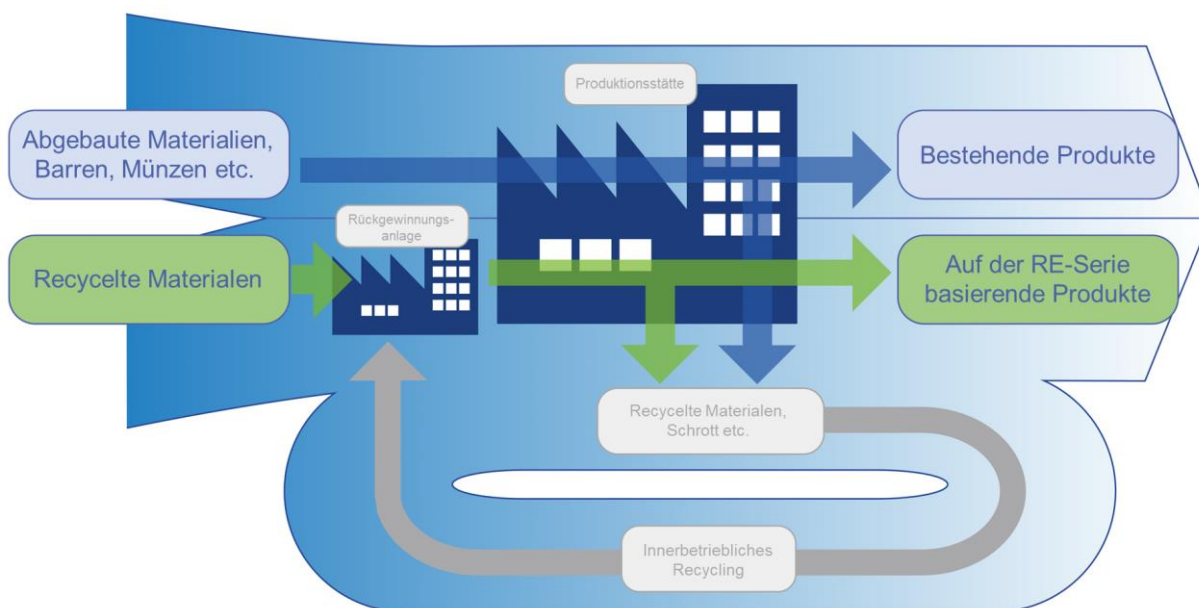 Produktionsstätte
Abgebaute Materialien,
Barren, Münzen etc.
Bestehende Produkte
Rückgewinnungs-
anlage
Recycelte Materialen
Auf der RE-Serie
basierende Produkte
Recycelte Materialen,
Schrott etc.
Innerbetriebliches
Recycling